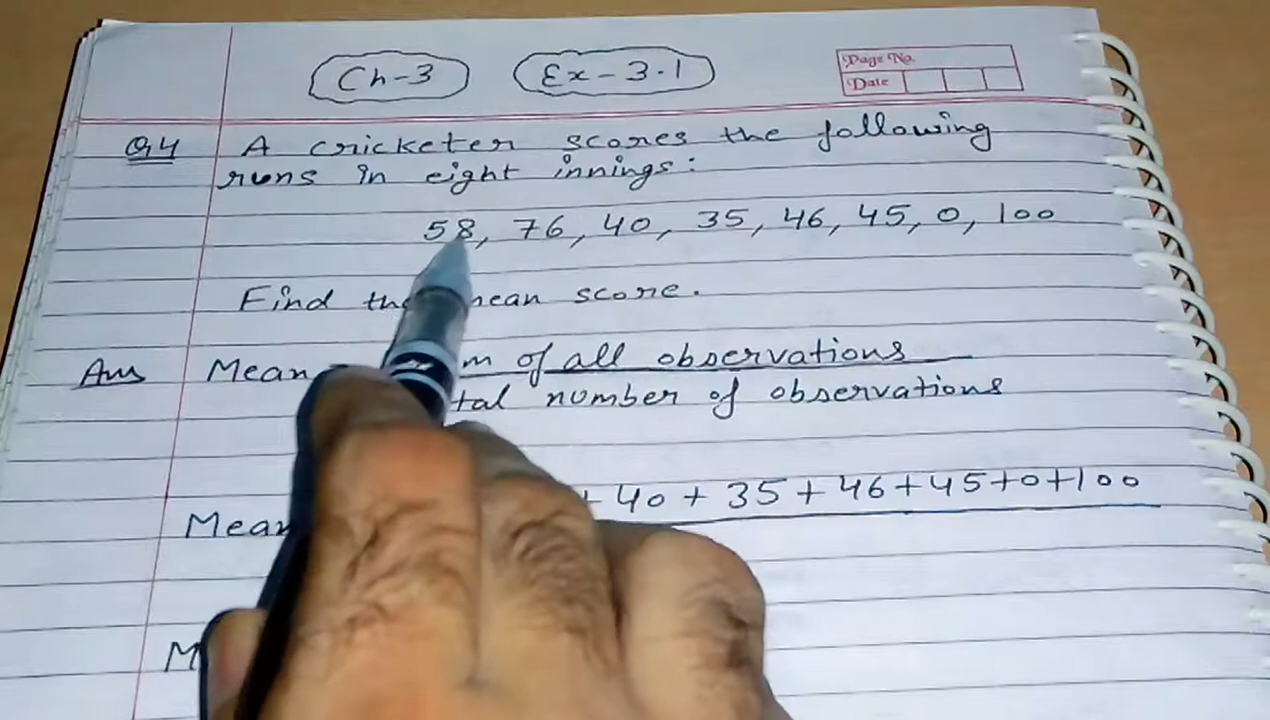 Ch-3 Ex-3.1
Page No.
Date
Q4 A cricketer scores the following
runs in eight innings:
58, 76, 40, 35, 46, 45, 0, 100
Find the mean score.
Ans Mean of all observations
number of observations
Mean + 40 + 35 + 46 + 45 + 0 + 100
M